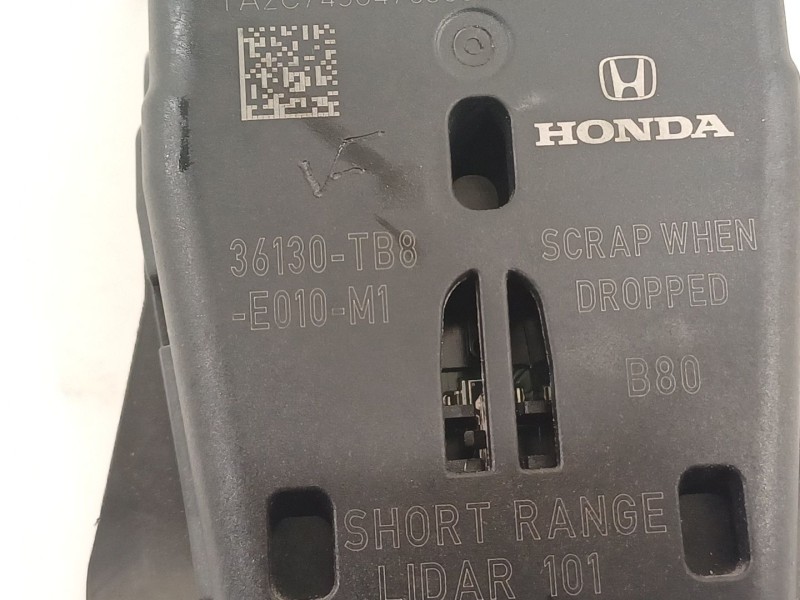 HONDA
36130-TB8
-E010-M1
SCRAP WHEN
DROPPED
B80
SHORT RANGE
LIDAR 101